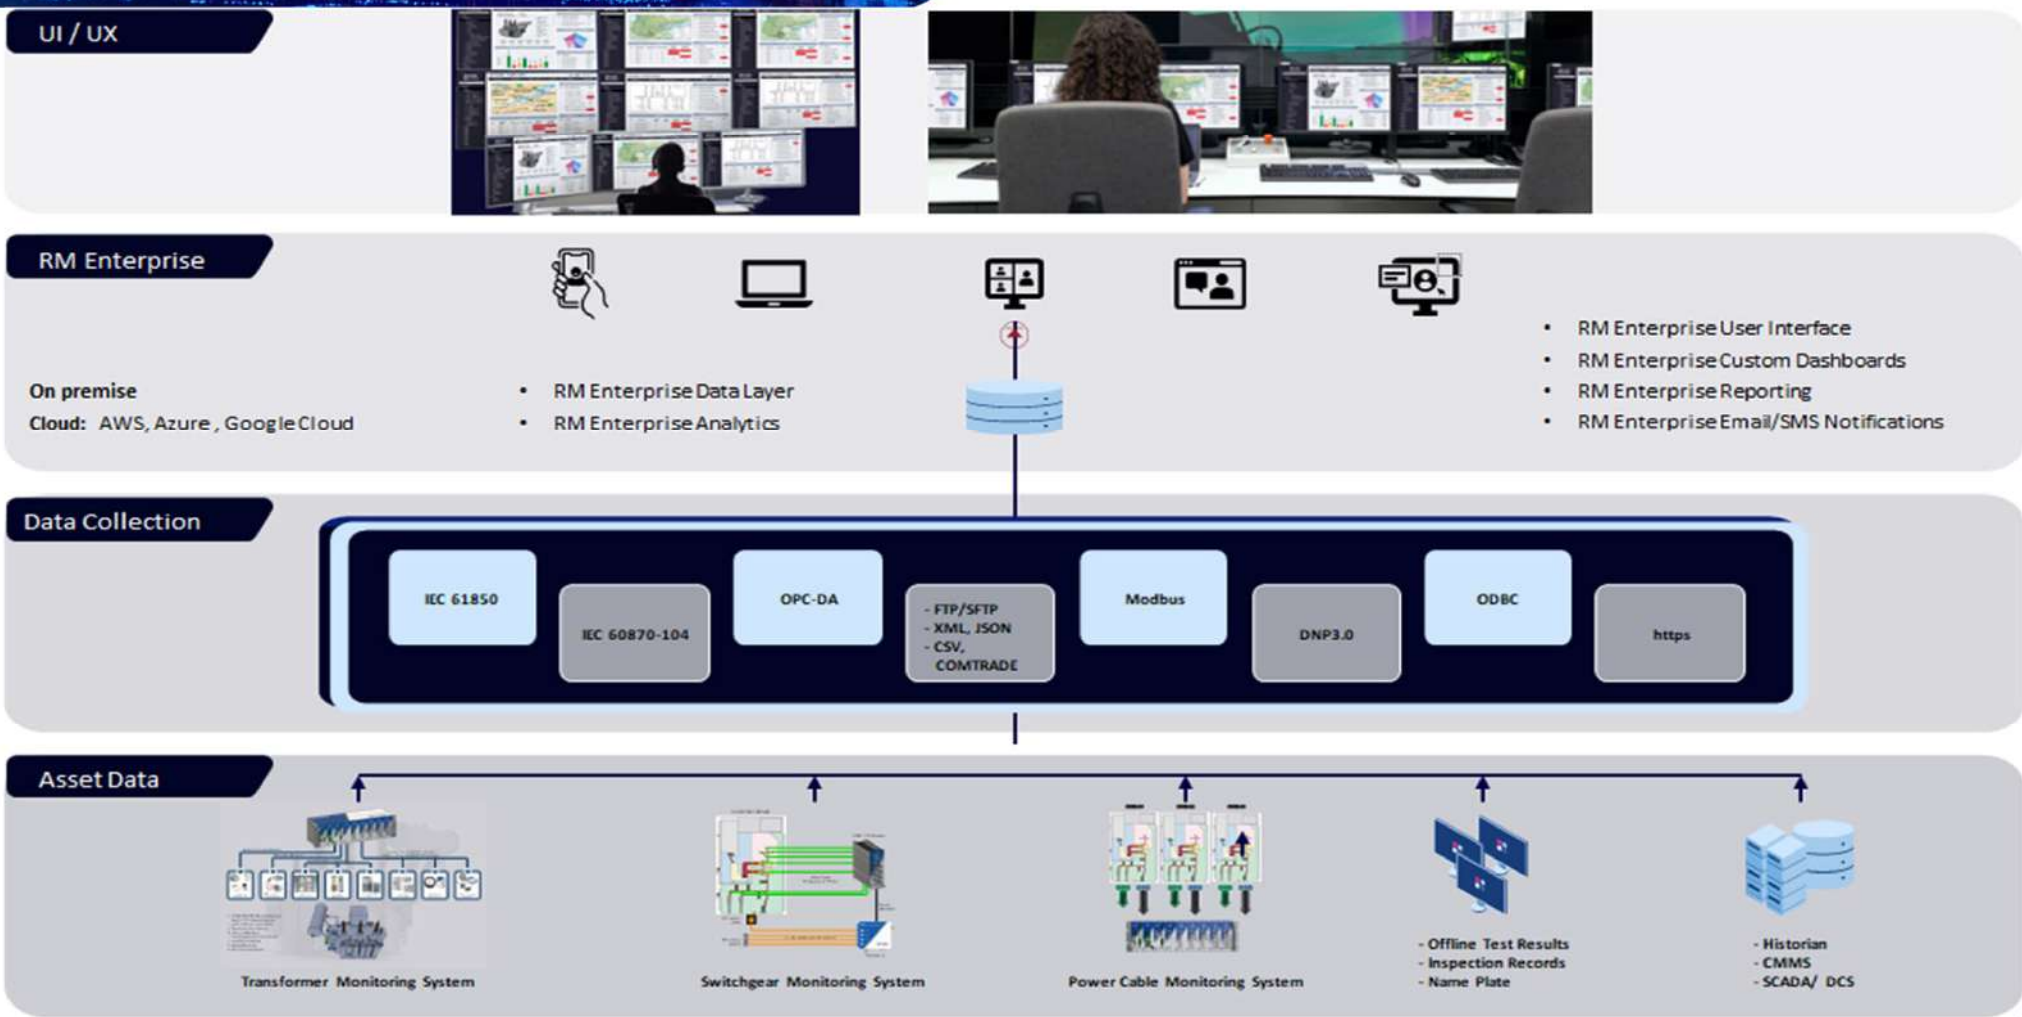 UI / UX
RM Enterprise
On premise
Cloud: AWS, Azure , Google Cloud
• RM Enterprise Data Layer
• RM Enterprise Analytics
• RM Enterprise User Interface
• RM Enterprise Custom Dashboards
• RM Enterprise Reporting
• RM Enterprise Email/SMS Notifications
Data Collection
IEC 61850
IEC 60870-104
OPC-DA
- FTP/SFTP
- XML, JSON
- CSV,
COMTRADE
Modbus
DNP3.0
ODBC
https
Asset Data
Transformer Monitoring System
Switchgear Monitoring System
Power Cable Monitoring System
- Offline Test Results
- Inspection Records
- Name Plate
- Historian
- CMMS
- SCADA/ DCS